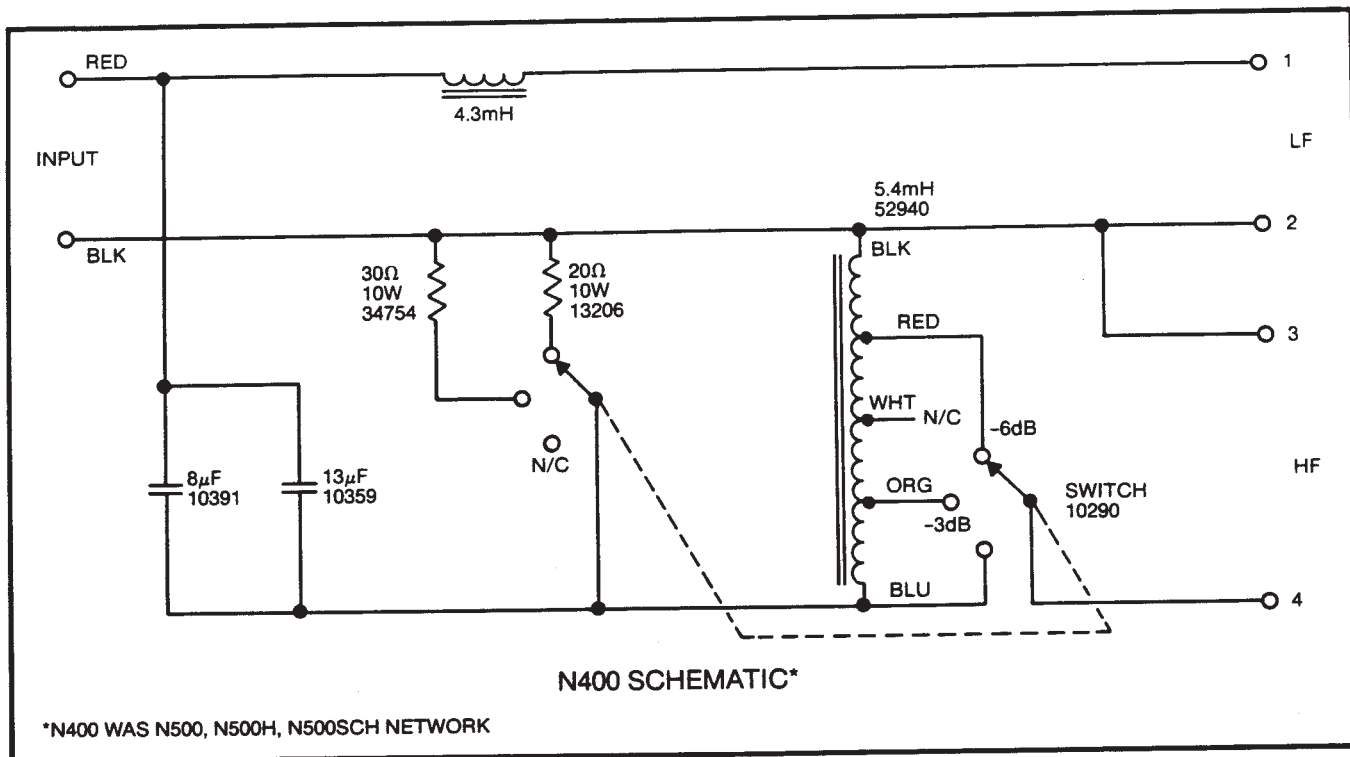 RED
1
4.3mH
INPUT
LF
5.4mH
52940
2
BLK
BLK
30Ω
10W
34754
20Ω
10W
13206
RED
3
WHT
N/C
-6dB
N/C
HF
8μF
10391
13μF
10359
ORG
-3dB
SWITCH
10290
BLU
4
N400 SCHEMATIC*
*N400 WAS N500, N500H, N500SCH NETWORK